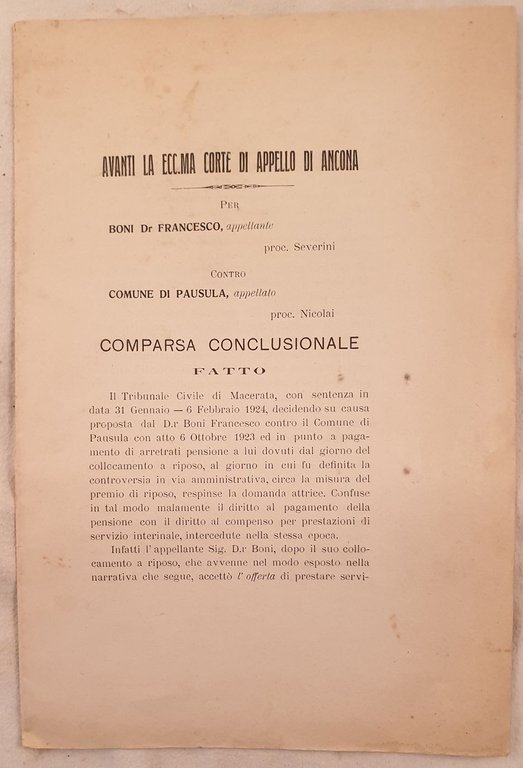 AVANTI LA ECC.MA CORTE DI APPELLO DI ANCONA
PER
BONI Dr FRANCESCO, appellante
proc. Severini
CONTRO
COMUNE DI PAUSULA, appellato
proc. Nicolai
COMPARSA CONCLUSIONALE
FATTO
Il Tribunale Civile di Macerata, con sentenza in
data 31 Gennaio — 6 Febbraio 1924, decidendo su causa
proposta dal D.r Boni Francesco contro il Comune di
Pausula con atto 6 Ottobre 1923 ed in punto a paga-
mento di arretrati pensione a lui dovuti dal giorno del
collocamento a riposo, al giorno in cui fu definita la
controversia in via amministrativa, circa la misura del
premio di riposo, respinse la domanda attrice. Confuse
in tal modo malamente il diritto al pagamento della
pensione con il diritto al compenso per prestazioni di
servizio interinale, intercedute nella stessa epoca.
Infatti l'appellante Sig. D.r Boni, dopo il suo collo-
camento a riposo, che avvenne nel modo esposto nella
narrativa che segue, accettò l'offerta di prestare servi-